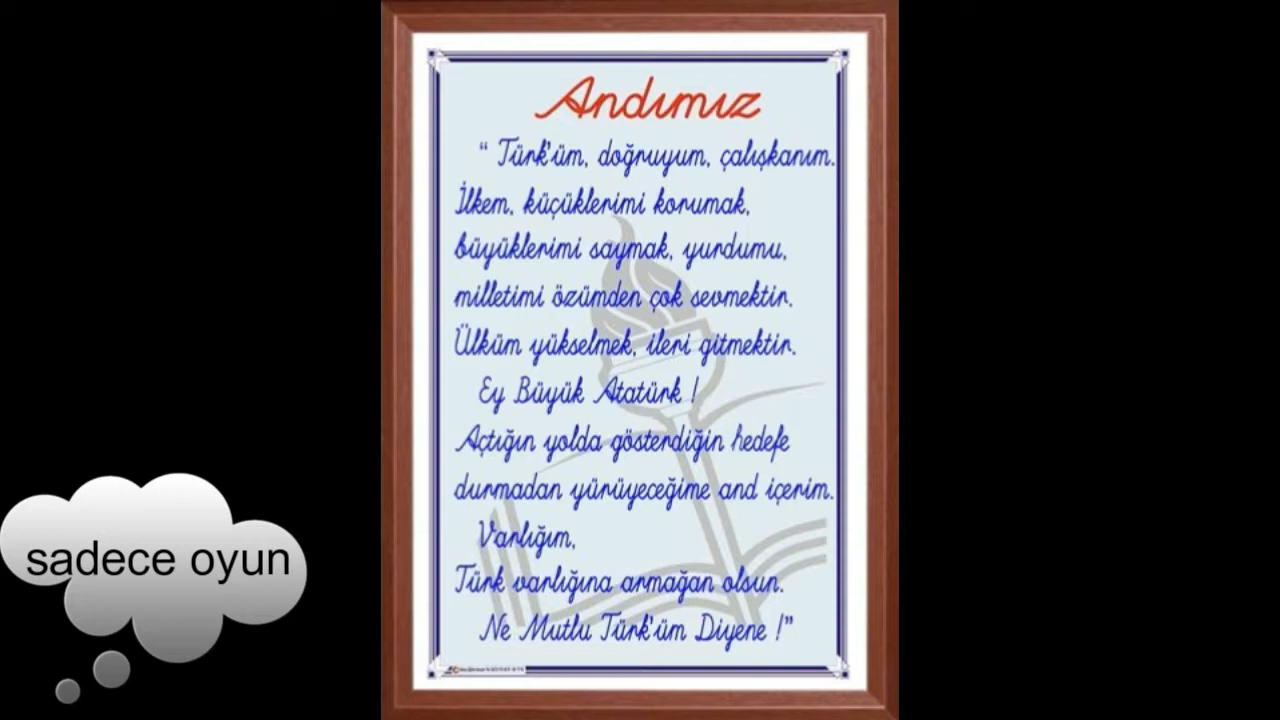 Andımız
“ Türk'üm, doğruyum, çalışkanım.
İlkem, küçüklerimi korumak,
büyüklerimi saymak, yurdumu,
milletimi özümden çok sevmektir.
Ülküm yükselmek, ileri gitmektir.
Ey Büyük Atatürk !
Açtığın yolda gösterdiğin hedefe
durmadan yürüyeceğime and içerim.
Varlığım,
Türk varlığına armağan olsun.
Ne Mutlu Türk'üm Diyene !”
sadece oyun